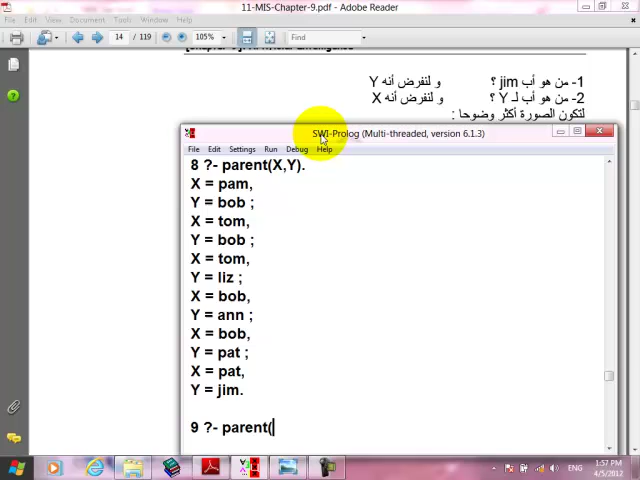 11-MIS-Chapter-9.pdf - Adobe Reader
File Edit View Document Tools Window Help
14 / 119 105% Find
1- من هو أب jim ؟ و لنفرض أنه Y
2- من هو أب لـ Y ؟ و لنفرض أنه X
لتكون الصورة أكثر وضوحا :
SWI-Prolog (Multi-threaded, version 6.1.3)
File Edit Settings Run Debug Help
8 ?- parent(X,Y).
X = pam,
Y = bob ;
X = tom,
Y = bob ;
X = tom,
Y = liz ;
X = bob,
Y = ann ;
X = bob,
Y = pat ;
X = pat,
Y = jim.
9 ?- parent(
ENG
1:57 PM
4/5/2012